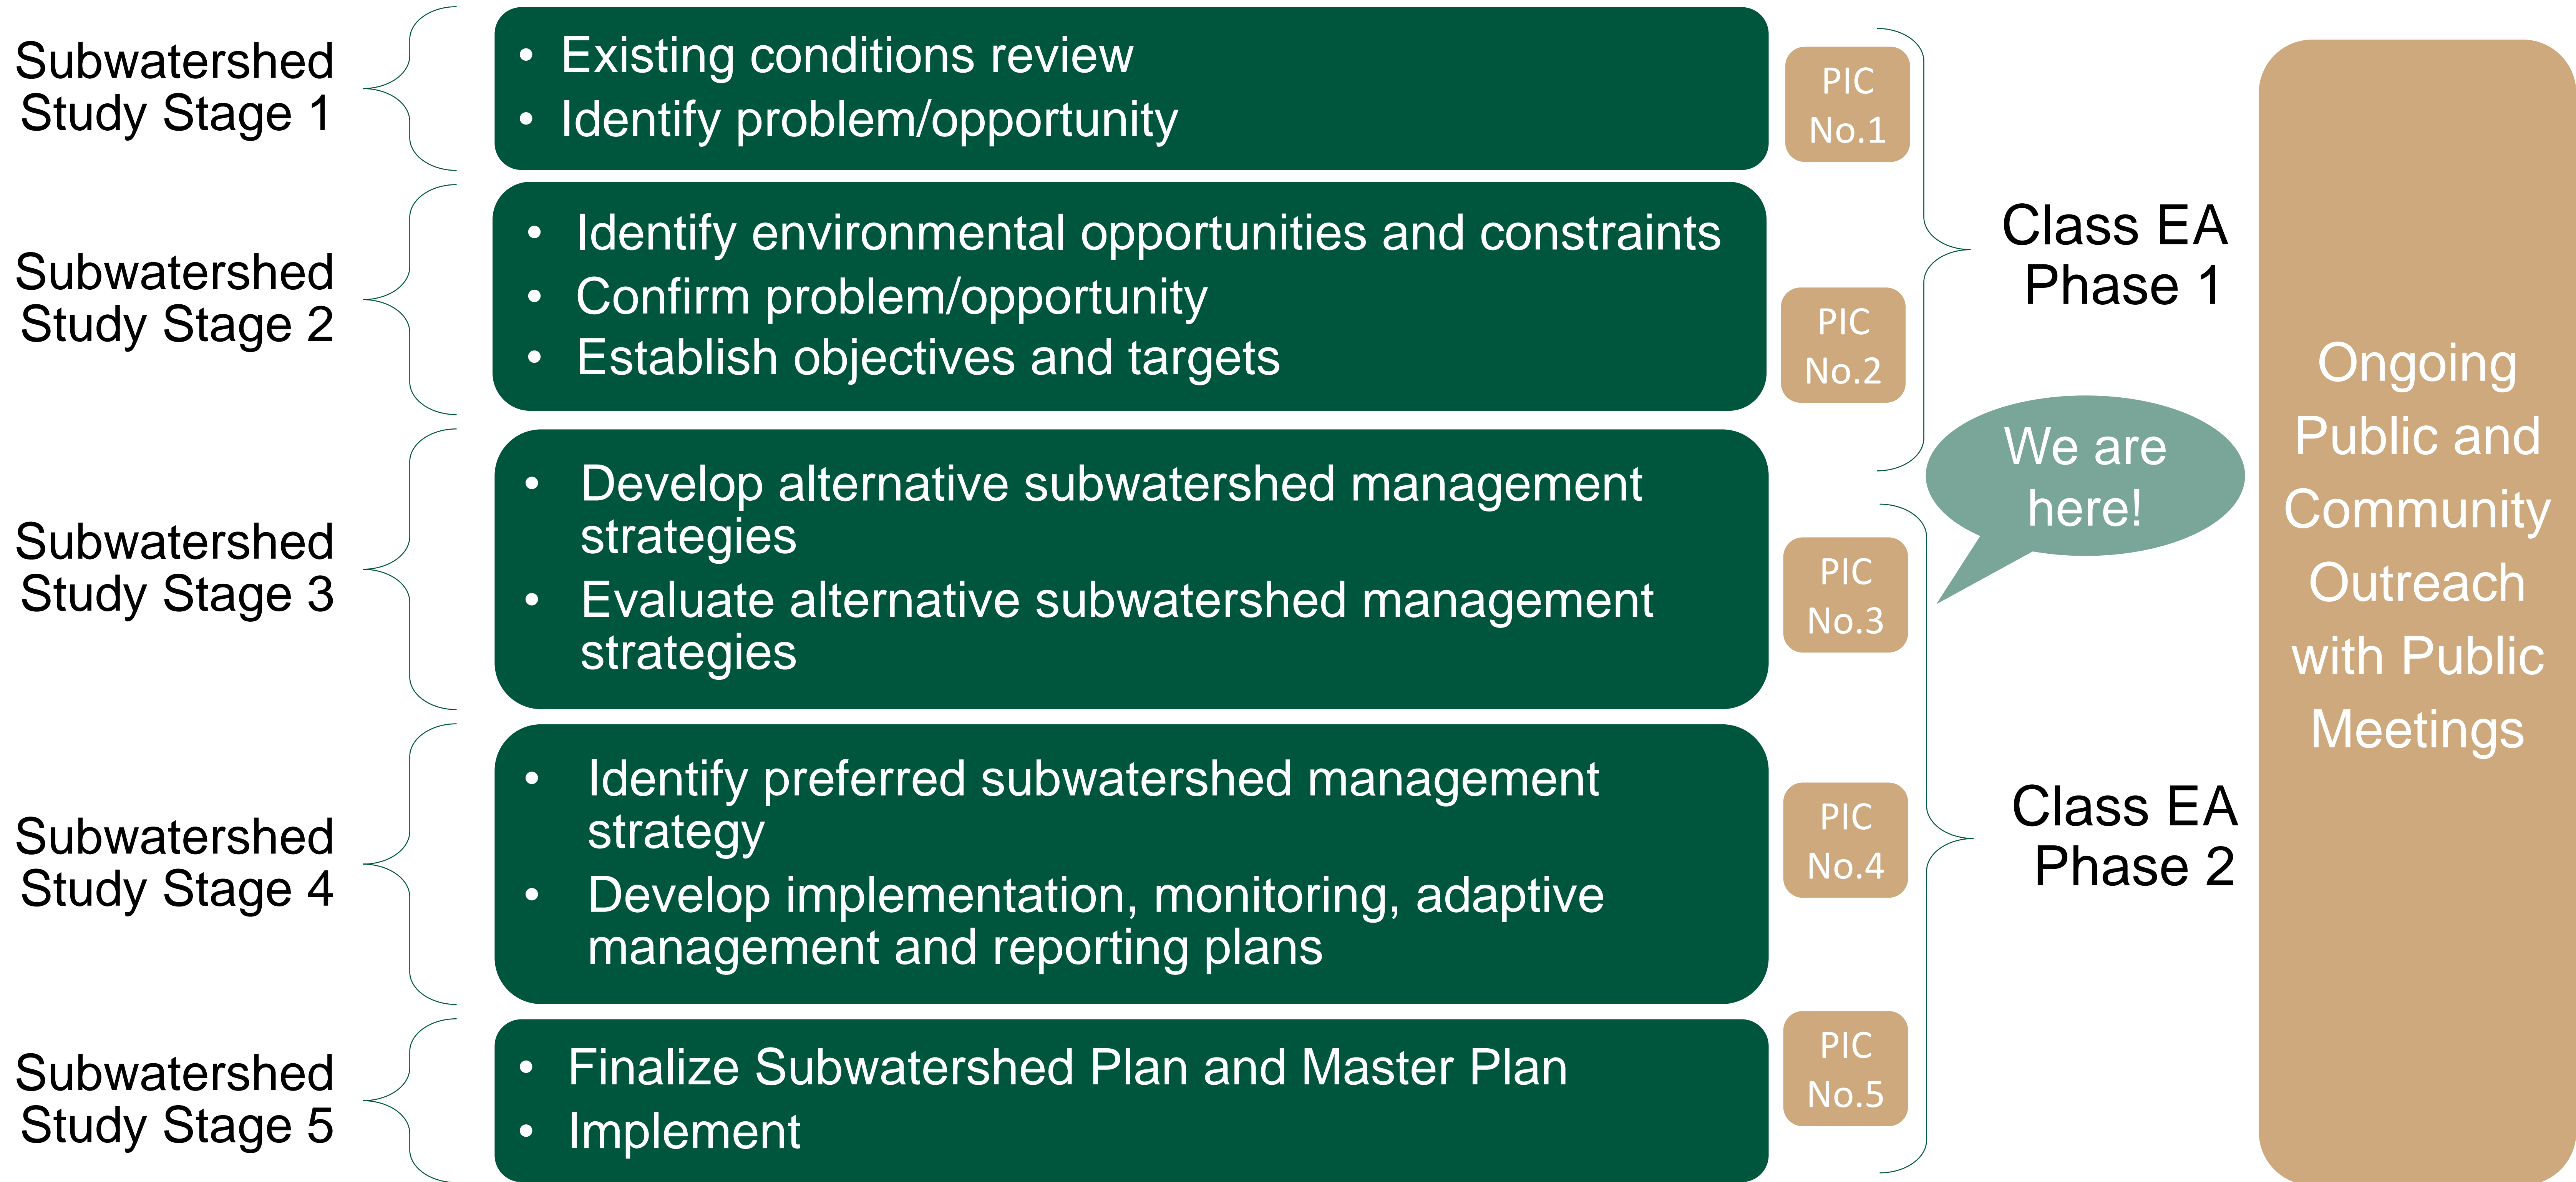 Subwatershed
Study Stage 1
• Existing conditions review
• Identify problem/opportunity
PIC
No.1
Subwatershed
Study Stage 2
• Identify environmental opportunities and constraints
• Confirm problem/opportunity
• Establish objectives and targets
PIC
No.2
Class EA
Phase 1
We are
here!
Subwatershed
Study Stage 3
• Develop alternative subwatershed management
strategies
• Evaluate alternative subwatershed management
strategies
PIC
No.3
Subwatershed
Study Stage 4
• Identify preferred subwatershed management
strategy
• Develop implementation, monitoring, adaptive
management and reporting plans
PIC
No.4
Class EA
Phase 2
Subwatershed
Study Stage 5
• Finalize Subwatershed Plan and Master Plan
• Implement
PIC
No.5
Ongoing
Public and
Community
Outreach
with Public
Meetings